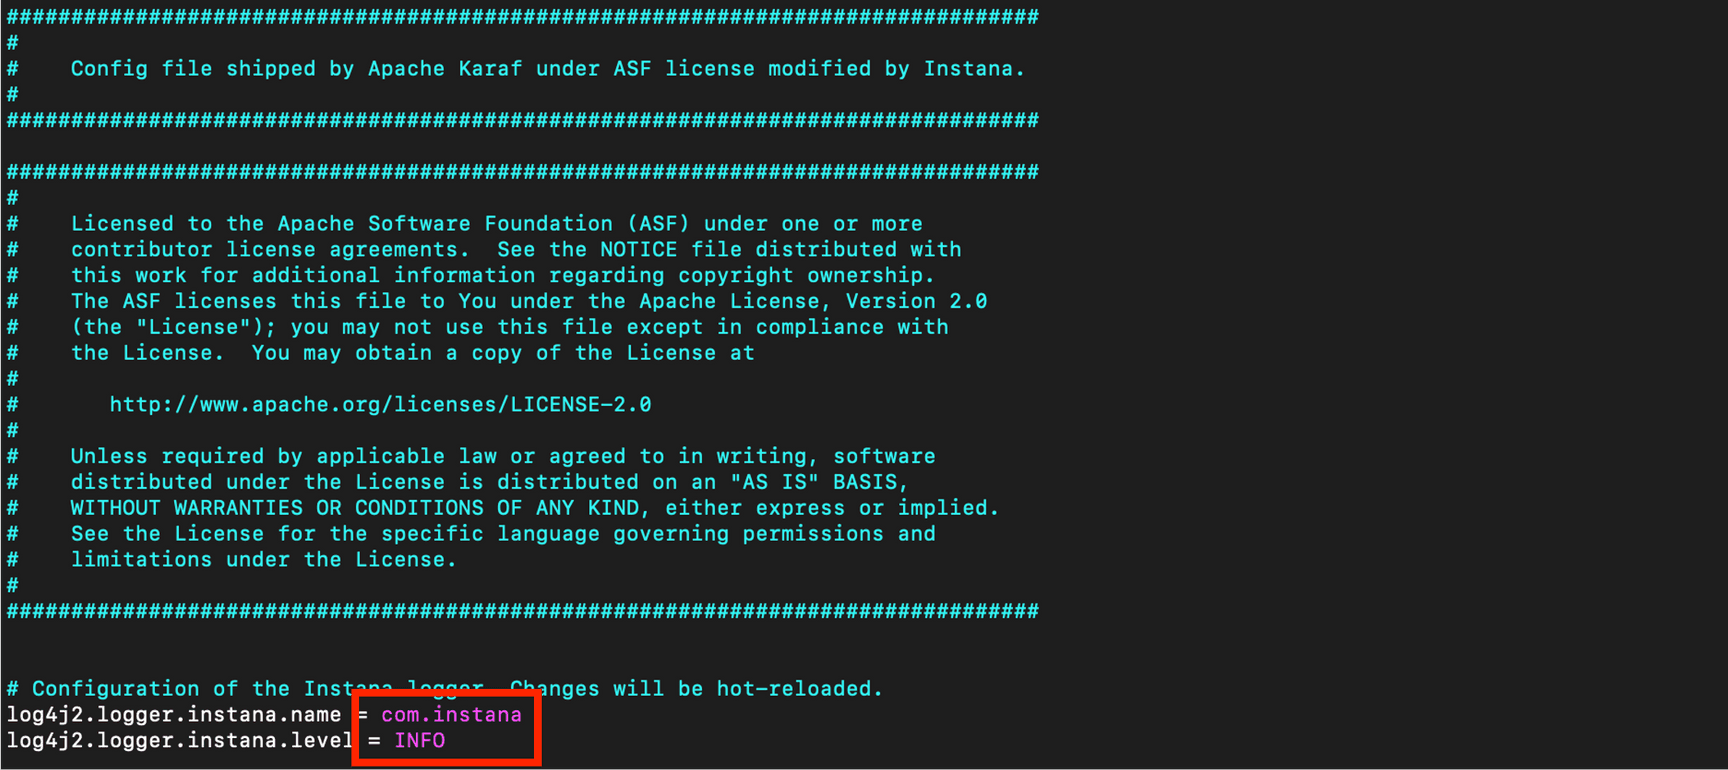 ################################################################################
#
#    Config file shipped by Apache Karaf under ASF license modified by Instana.
#
################################################################################
################################################################################
#
#    Licensed to the Apache Software Foundation (ASF) under one or more
#    contributor license agreements.  See the NOTICE file distributed with
#    this work for additional information regarding copyright ownership.
#    The ASF licenses this file to You under the Apache License, Version 2.0
#    (the "License"); you may not use this file except in compliance with
#    the License.  You may obtain a copy of the License at
#
#       http://www.apache.org/licenses/LICENSE-2.0
#
#    Unless required by applicable law or agreed to in writing, software
#    distributed under the License is distributed on an "AS IS" BASIS,
#    WITHOUT WARRANTIES OR CONDITIONS OF ANY KIND, either express or implied.
#    See the License for the specific language governing permissions and
#    limitations under the License.
#
################################################################################
# Configuration of the Instana logger. Changes will be hot-reloaded.
log4j2.logger.instana.name = com.instana
log4j2.logger.instana.level = INFO